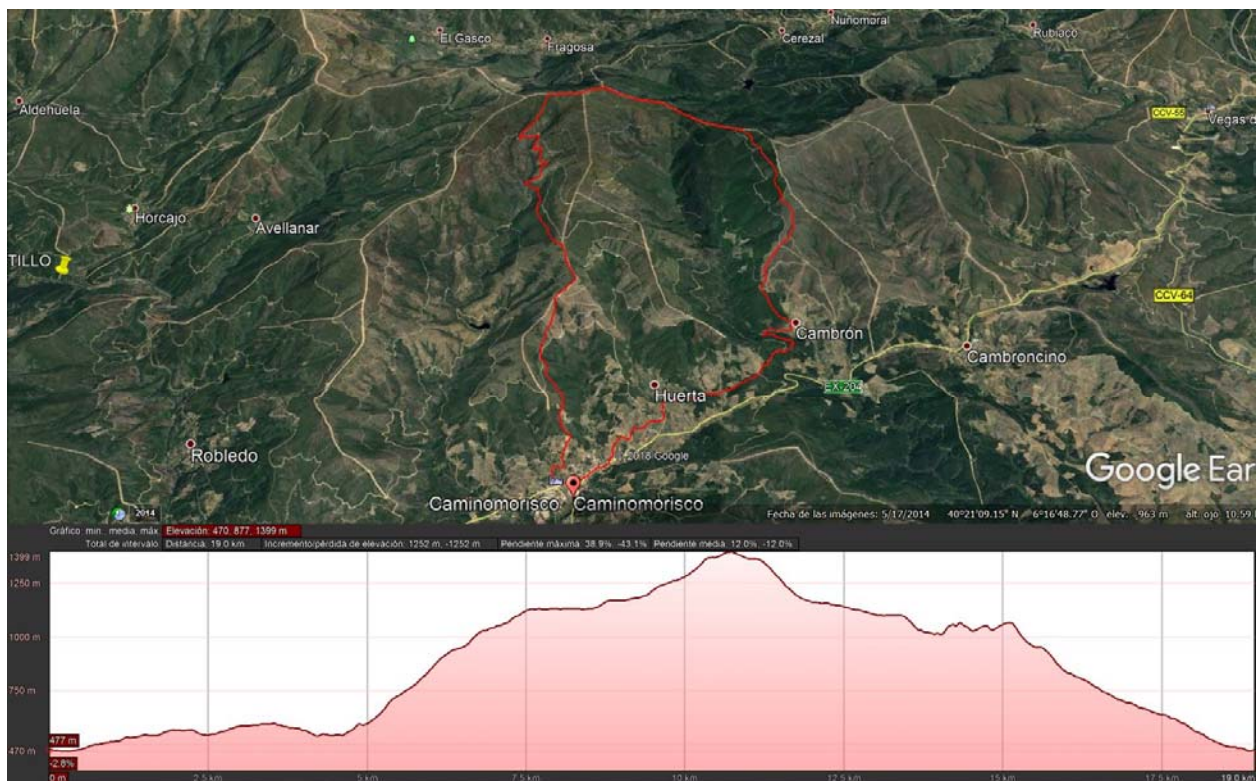 El Gasco
Fragosa
Nuñomoral
Cerezal
Rubiaco
Aldehuela
CCV-55
Vegas d
Horcajo
Avellanar
TILLO
CCV-64
Cambrón
Cambroncino
EX-204
Huerta
Robledo
2018 Google
Google Ear
Caminomorisco Caminomorisco
2014
Fecha de las imágenes: 5/17/2014 40°21'09.15" N 6°16'48.77" O elev. 963 m alt. ojo 10.59
Gráfico: mín., media, máx. Elevación: 470, 877, 1399 m
Total de intervalo: Distancia: 19.0 km Incremento/pérdida de elevación: 1252 m, -1252 m Pendiente máxima: 38.9%, -43.1% Pendiente media: 12.0%, -12.0%
1399 m
1250 m
1000 m
750 m
477 m
470 m
-2.8%
0 m 2.5 km 5 km 7.5 km 10 km 12.5 km 15 km 17.5 km 19.0 km